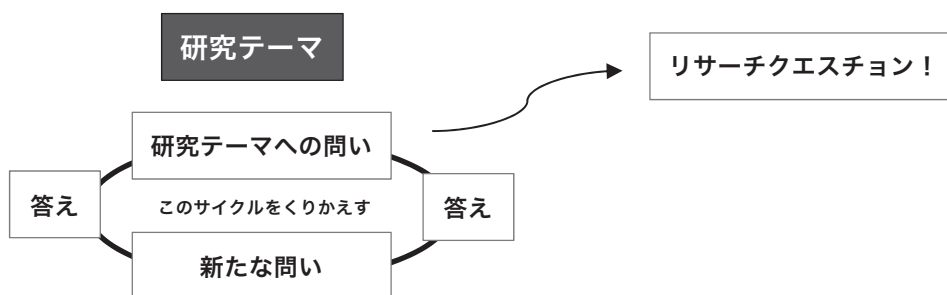 研究テーマ
リサーチクエスチョン！
研究テーマへの問い
答え
このサイクルをくりかえす
答え
新たな問い